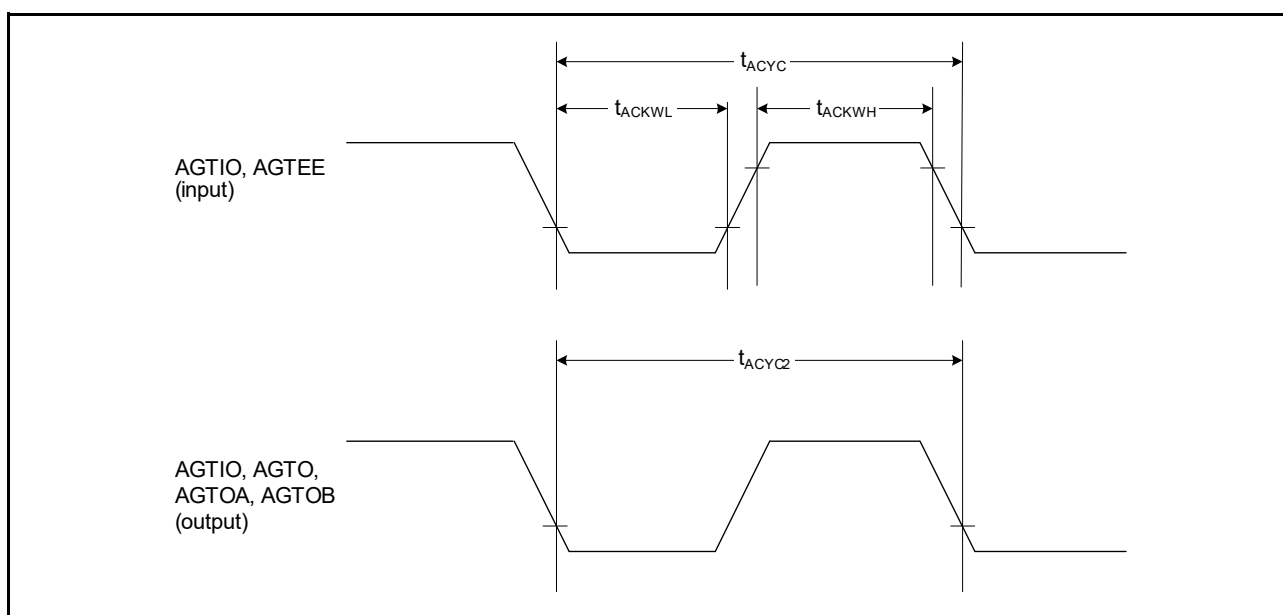 tACYC
tACKWL
tACKWH
AGTIO, AGTEE
(input)
tACYC2
AGTIO, AGTO,
AGTOA, AGTOB
(output)